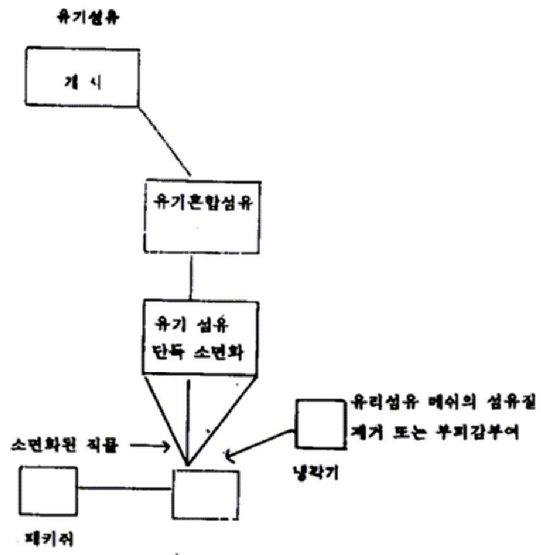 유기섬유
개 시
유기혼합섬유
유기 섬유
단독 소면화
유리섬유 메쉬의 섬유질
제거 또는 부피감부여
소면화된 직물
냉각기
패키쥐